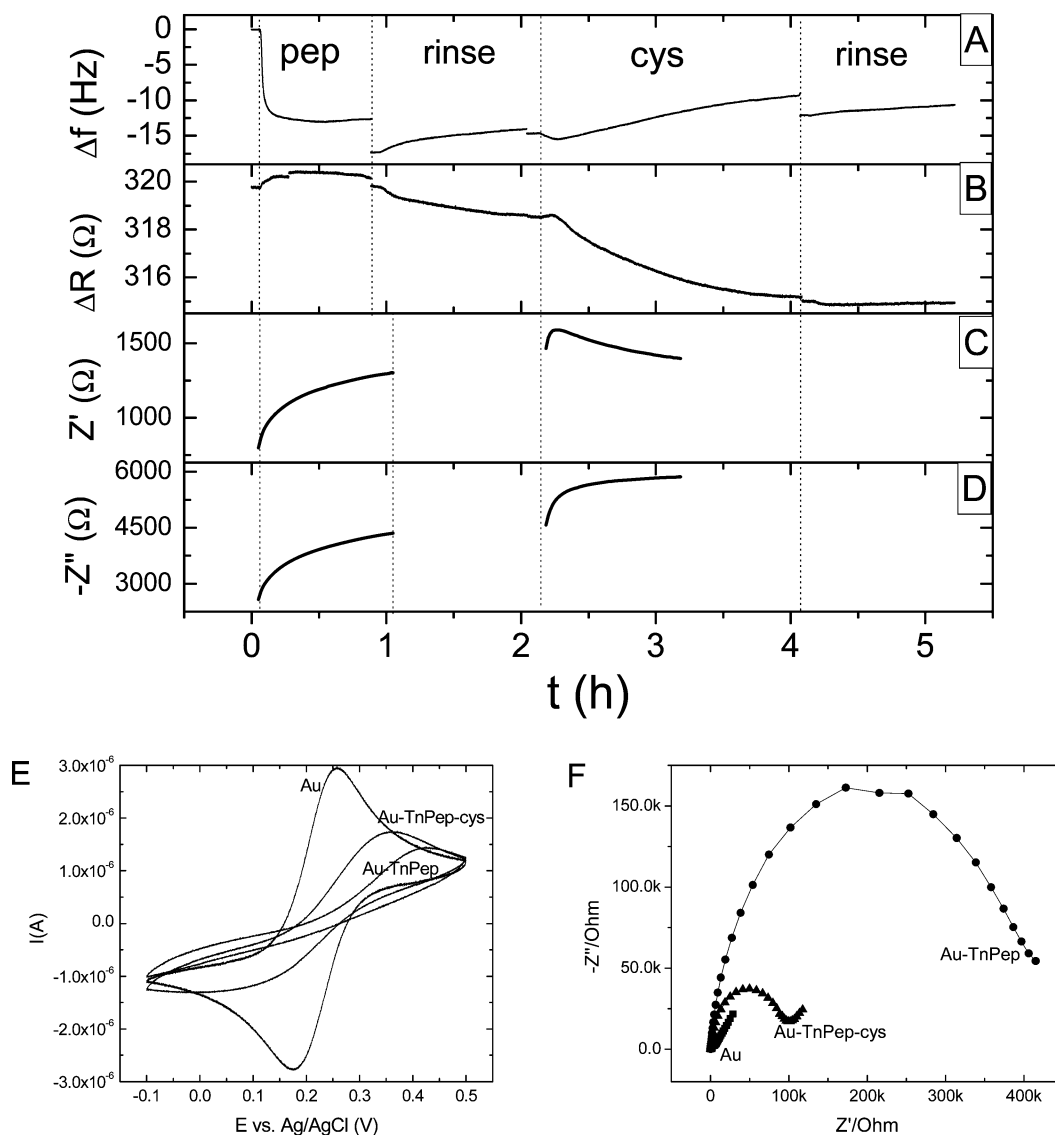 A
pep
rinse
cys
rinse
0
-5
-10
-15
Δf (Hz)
B
320
318
316
ΔR (Ω)
C
1500
1000
Z' (Ω)
D
6000
4500
3000
-Z" (Ω)
0 1 2 3 4 5
t (h)
E
3.0x10⁻⁶
2.0x10⁻⁶
1.0x10⁻⁶
0.0
-1.0x10⁻⁶
-2.0x10⁻⁶
-3.0x10⁻⁶
I(A)
Au
Au-TnPep-cys
Au-TnPep
-0.1 0.0 0.1 0.2 0.3 0.4 0.5
E vs. Ag/AgCl (V)
F
150.0k
100.0k
50.0k
0.0
-Z"/Ohm
Au-TnPep
Au-TnPep-cys
Au
0 100k 200k 300k 400k
Z'/Ohm